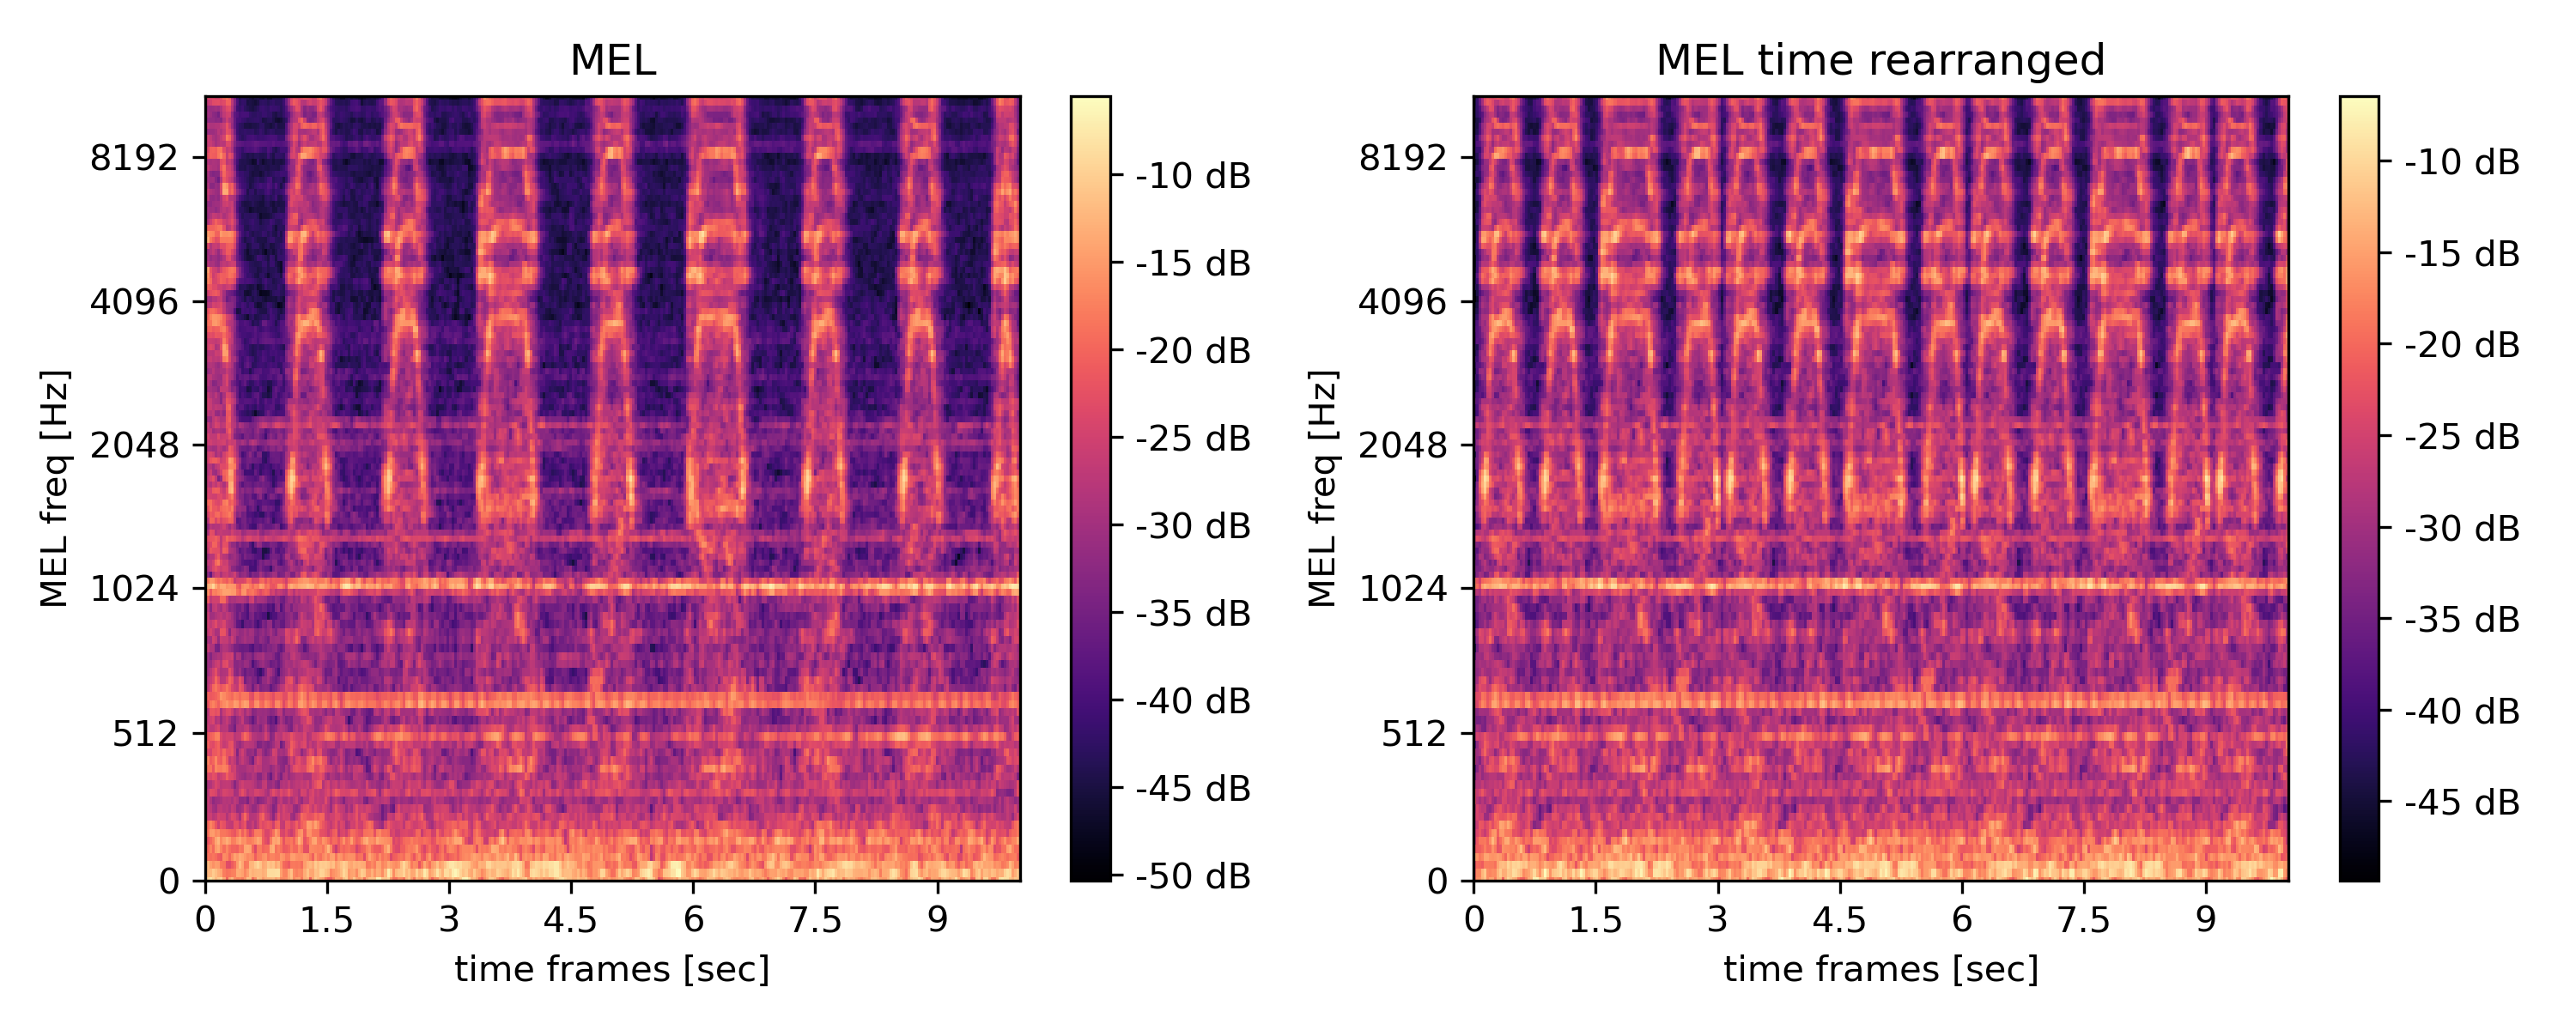 MEL
MEL freq [Hz]
8192
4096
2048
1024
512
0
0 1.5 3 4.5 6 7.5 9
time frames [sec]
-10 dB
-15 dB
-20 dB
-25 dB
-30 dB
-35 dB
-40 dB
-45 dB
-50 dB
MEL time rearranged
MEL freq [Hz]
8192
4096
2048
1024
512
0
0 1.5 3 4.5 6 7.5 9
time frames [sec]
-10 dB
-15 dB
-20 dB
-25 dB
-30 dB
-35 dB
-40 dB
-45 dB